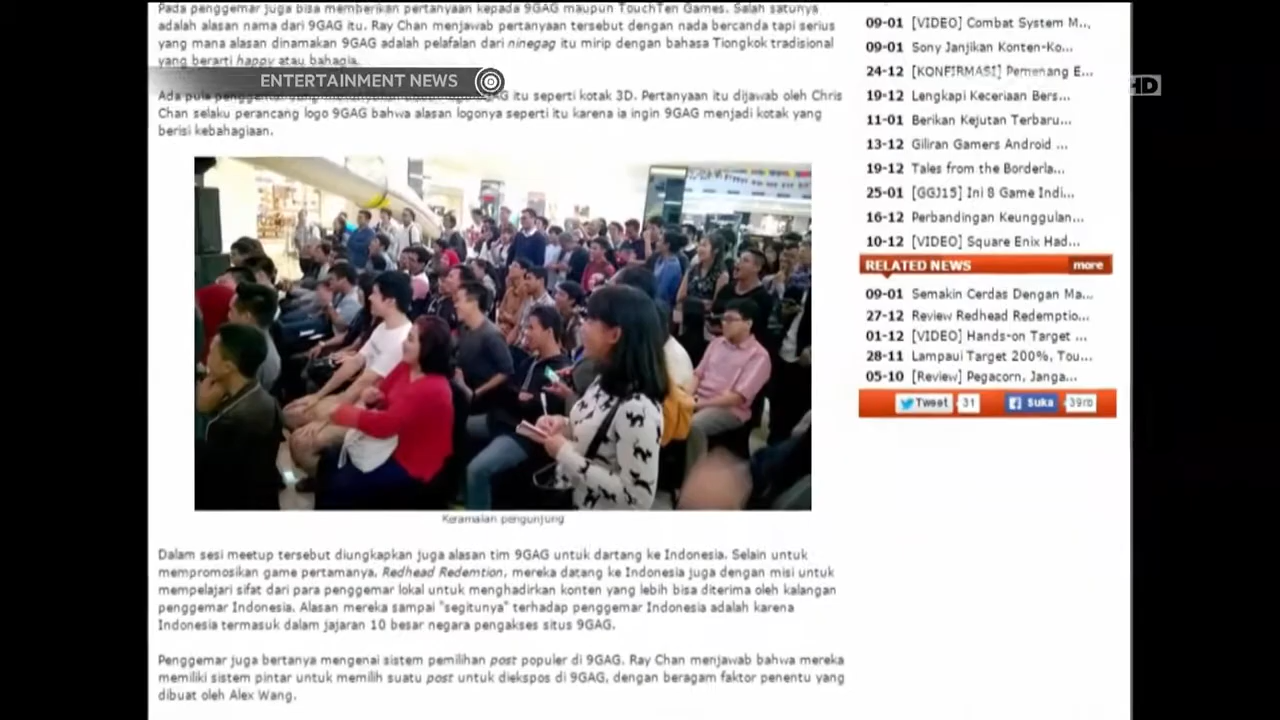 Pada penggemar juga bisa memberikan pertanyaan kepada 9GAG maupun TouchTen Games. Salah satunya
adalah alasan nama dari 9GAG itu. Ray Chan menjawab pertanyaan tersebut dengan nada bercanda tapi serius
yang mana alasan dinamakan 9GAG adalah pelafalan dari ninegag itu mirip dengan bahasa Tiongkok tradisional
yang berarti happy atau bahagia.
ENTERTAINMENT NEWS
Ada pula penggemar yang itu seperti kotak 3D. Pertanyaan itu dijawab oleh Chris
Chan selaku perancang logo 9GAG bahwa alasan logonya seperti itu karena ia ingin 9GAG menjadi kotak yang
berisi kebahagiaan.
Keramaian pengunjung
Dalam sesi meetup tersebut diungkapkan juga alasan tim 9GAG untuk dartang ke Indonesia. Selain untuk
mempromosikan game pertamanya, Redhead Redemtion, mereka datang ke Indonesia juga dengan misi untuk
mempelajari sifat dari para penggemar lokal untuk menghadirkan konten yang lebih bisa diterima oleh kalangan
penggemar Indonesia. Alasan mereka sampai "segitunya" terhadap penggemar Indonesia adalah karena
Indonesia termasuk dalam jajaran 10 besar negara pengakses situs 9GAG.
Penggemar juga bertanya mengenai sistem pemilihan post populer di 9GAG. Ray Chan menjawab bahwa mereka
memiliki sistem pintar untuk memilih suatu post untuk diekspos di 9GAG, dengan beragam faktor penentu yang
dibuat oleh Alex Wang.
09-01 [VIDEO] Combat System M...
09-01 Sony Janjikan Konten-Ko...
24-12 [KONFIRMASI] Pemenang E...
19-12 Lengkapi Keceriaan Bers...
11-01 Berikan Kejutan Terbaru...
13-12 Giliran Gamers Android ...
19-12 Tales from the Borderla...
25-01 [GGJ15] Ini 8 Game Indi...
16-12 Perbandingan Keunggulan...
10-12 [VIDEO] Square Enix Had...
RELATED NEWS more
09-01 Semakin Cerdas Dengan Ma...
27-12 Review Redhead Redemptio...
01-12 [VIDEO] Hands-on Target ...
28-11 Lampaui Target 200%, Tou...
05-10 [Review] Pegacorn, Janga...
Tweet 31 Suka 39rb
HD